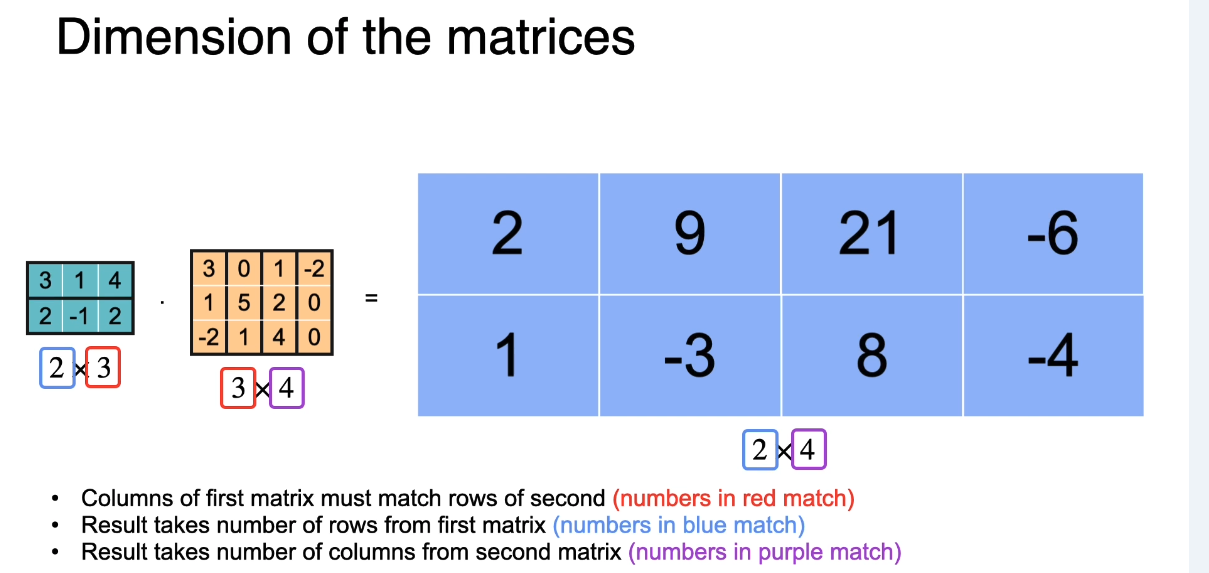 Dimension of the matrices
2 9 21 -6
3 1 4
2 -1 2
.
3 0 1 -2
1 5 2 0
-2 1 4 0
=
1 -3 8 -4
2 × 3
3 × 4
2 × 4
• Columns of first matrix must match rows of second (numbers in red match)
• Result takes number of rows from first matrix (numbers in blue match)
• Result takes number of columns from second matrix (numbers in purple match)